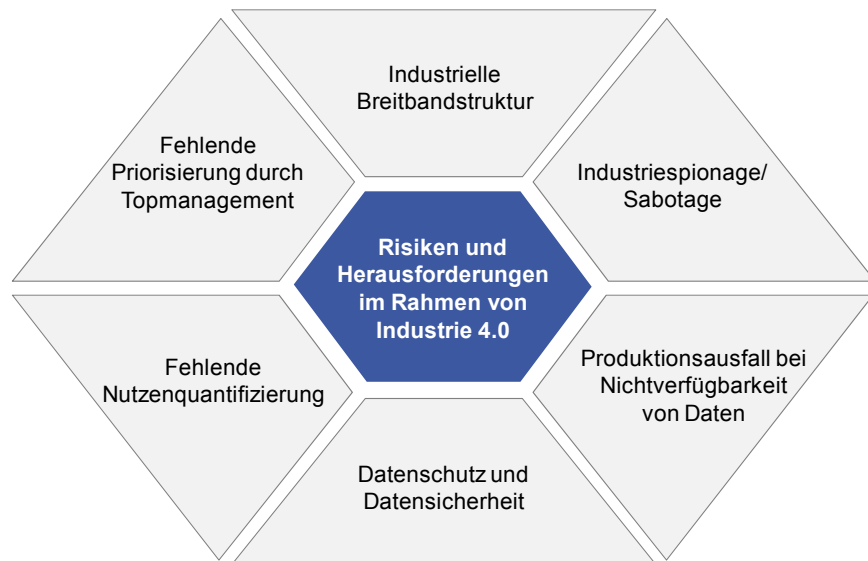 Industrielle
Breitbandstruktur
Fehlende
Priorisierung durch
Topmanagement
Industriespionage/
Sabotage
Risiken und
Herausforderungen
im Rahmen von
Industrie 4.0
Fehlende
Nutzenquantifizierung
Produktionsausfall bei
Nichtverfügbarkeit
von Daten
Datenschutz und
Datensicherheit